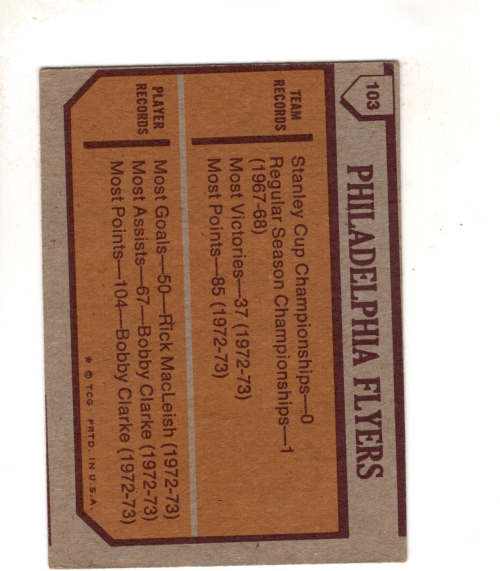 103
PHILADELPHIA FLYERS
TEAM
RECORDS
Stanley Cup Championships—0
Regular Season Championships—1
(1967-68)
Most Victories—37 (1972-73)
Most Points—85 (1972-73)
PLAYER
RECORDS
Most Goals—50—Rick MacLeish (1972-73)
Most Assists—67—Bobby Clarke (1972-73)
Most Points—104—Bobby Clarke (1972-73)
* © TCG PRTD. IN U.S.A.